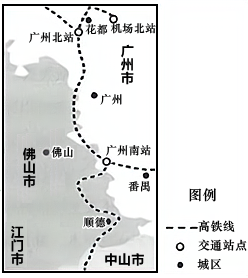 花都 机场北站
广州北站
广州市
广州
广州南站
佛山市
佛山
番禺
顺德
江门市
中山市
图例
高铁线
交通站点
城区